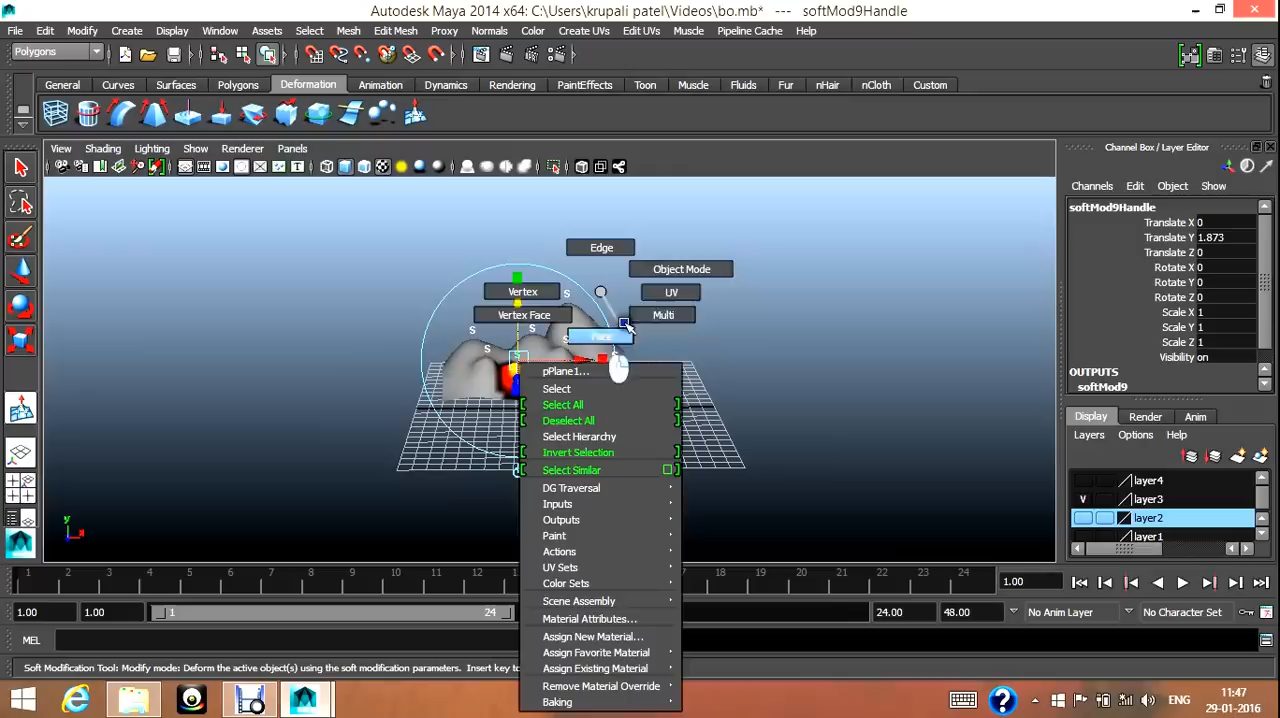 Autodesk Maya 2014 x64: C:\Users\krupali patel\Videos\bo.mb* --- softMod9Handle
File Edit Modify Create Display Window Assets Select Mesh Edit Mesh Proxy Normals Color Create UVs Edit UVs Muscle Pipeline Cache Help
Polygons
General Curves Surfaces Polygons Deformation Animation Dynamics Rendering PaintEffects Toon Muscle Fluids Fur nHair nCloth Custom
View Shading Lighting Show Renderer Panels
Channel Box / Layer Editor
Channels Edit Object Show
softMod9Handle
Translate X 0
Translate Y 1.873
Translate Z 0
Rotate X 0
Rotate Y 0
Rotate Z 0
Scale X 1
Scale Y 1
Scale Z 1
Visibility on
OUTPUTS
softMod9
Display Render Anim
Layers Options Help
layer4
V layer3
layer2
layer1
Edge
Object Mode
Vertex
UV
Vertex Face
Multi
Face
S
S
S
S
S
S
pPlane1...
Select
Select All
Deselect All
Select Hierarchy
Invert Selection
Select Similar
DG Traversal
Inputs
Outputs
Paint
Actions
UV Sets
Color Sets
Scene Assembly
Material Attributes...
Assign New Material...
Assign Favorite Material
Assign Existing Material
Remove Material Override
Baking
y
x
1 2 3 4 5 6 7 8 9 10 11 12 18 19 20 21 22 23 24
1.00
1.00 1.00 1 24 24.00 48.00 No Anim Layer No Character Set
MEL
Soft Modification Tool: Modify mode: Deform the active object(s) using the soft modification parameters. Insert key to
ENG
11:47
29-01-2016